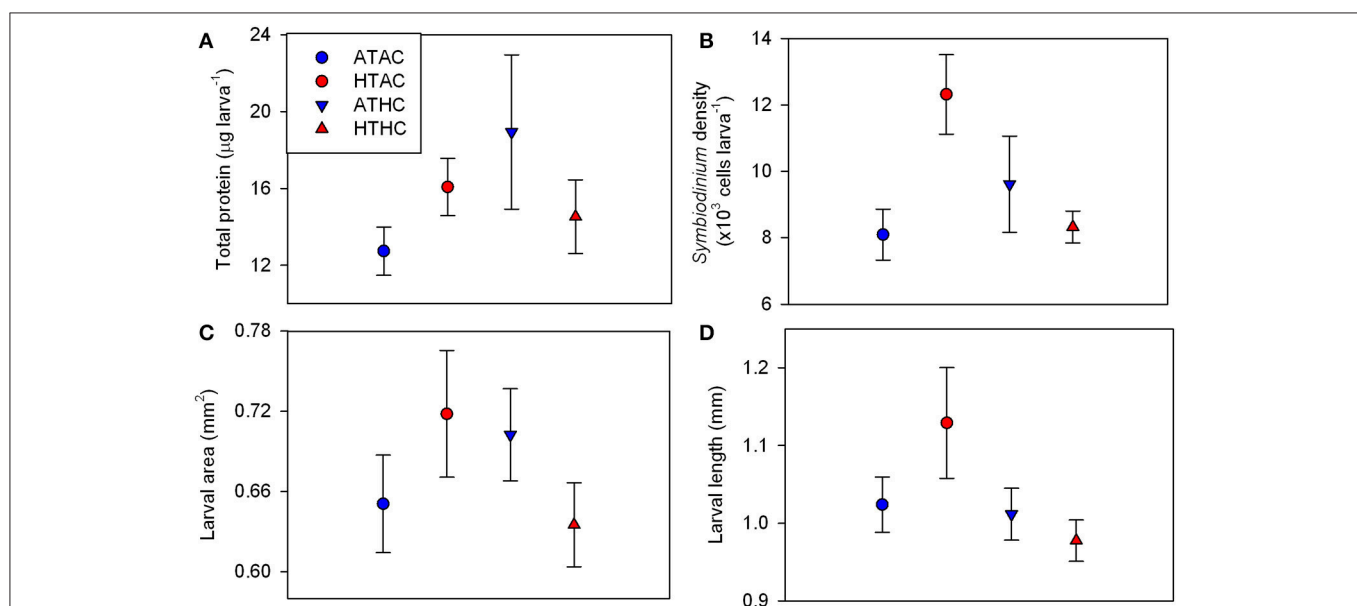 A
Total protein (μg larva⁻¹)
24
20
16
12
ATAC
HTAC
ATHC
HTHC
B
Symbiodinium density
(x10³ cells larva⁻¹)
14
12
10
8
6
C
Larval area (mm²)
0.78
0.72
0.66
0.60
D
Larval length (mm)
1.2
1.1
1.0
0.9